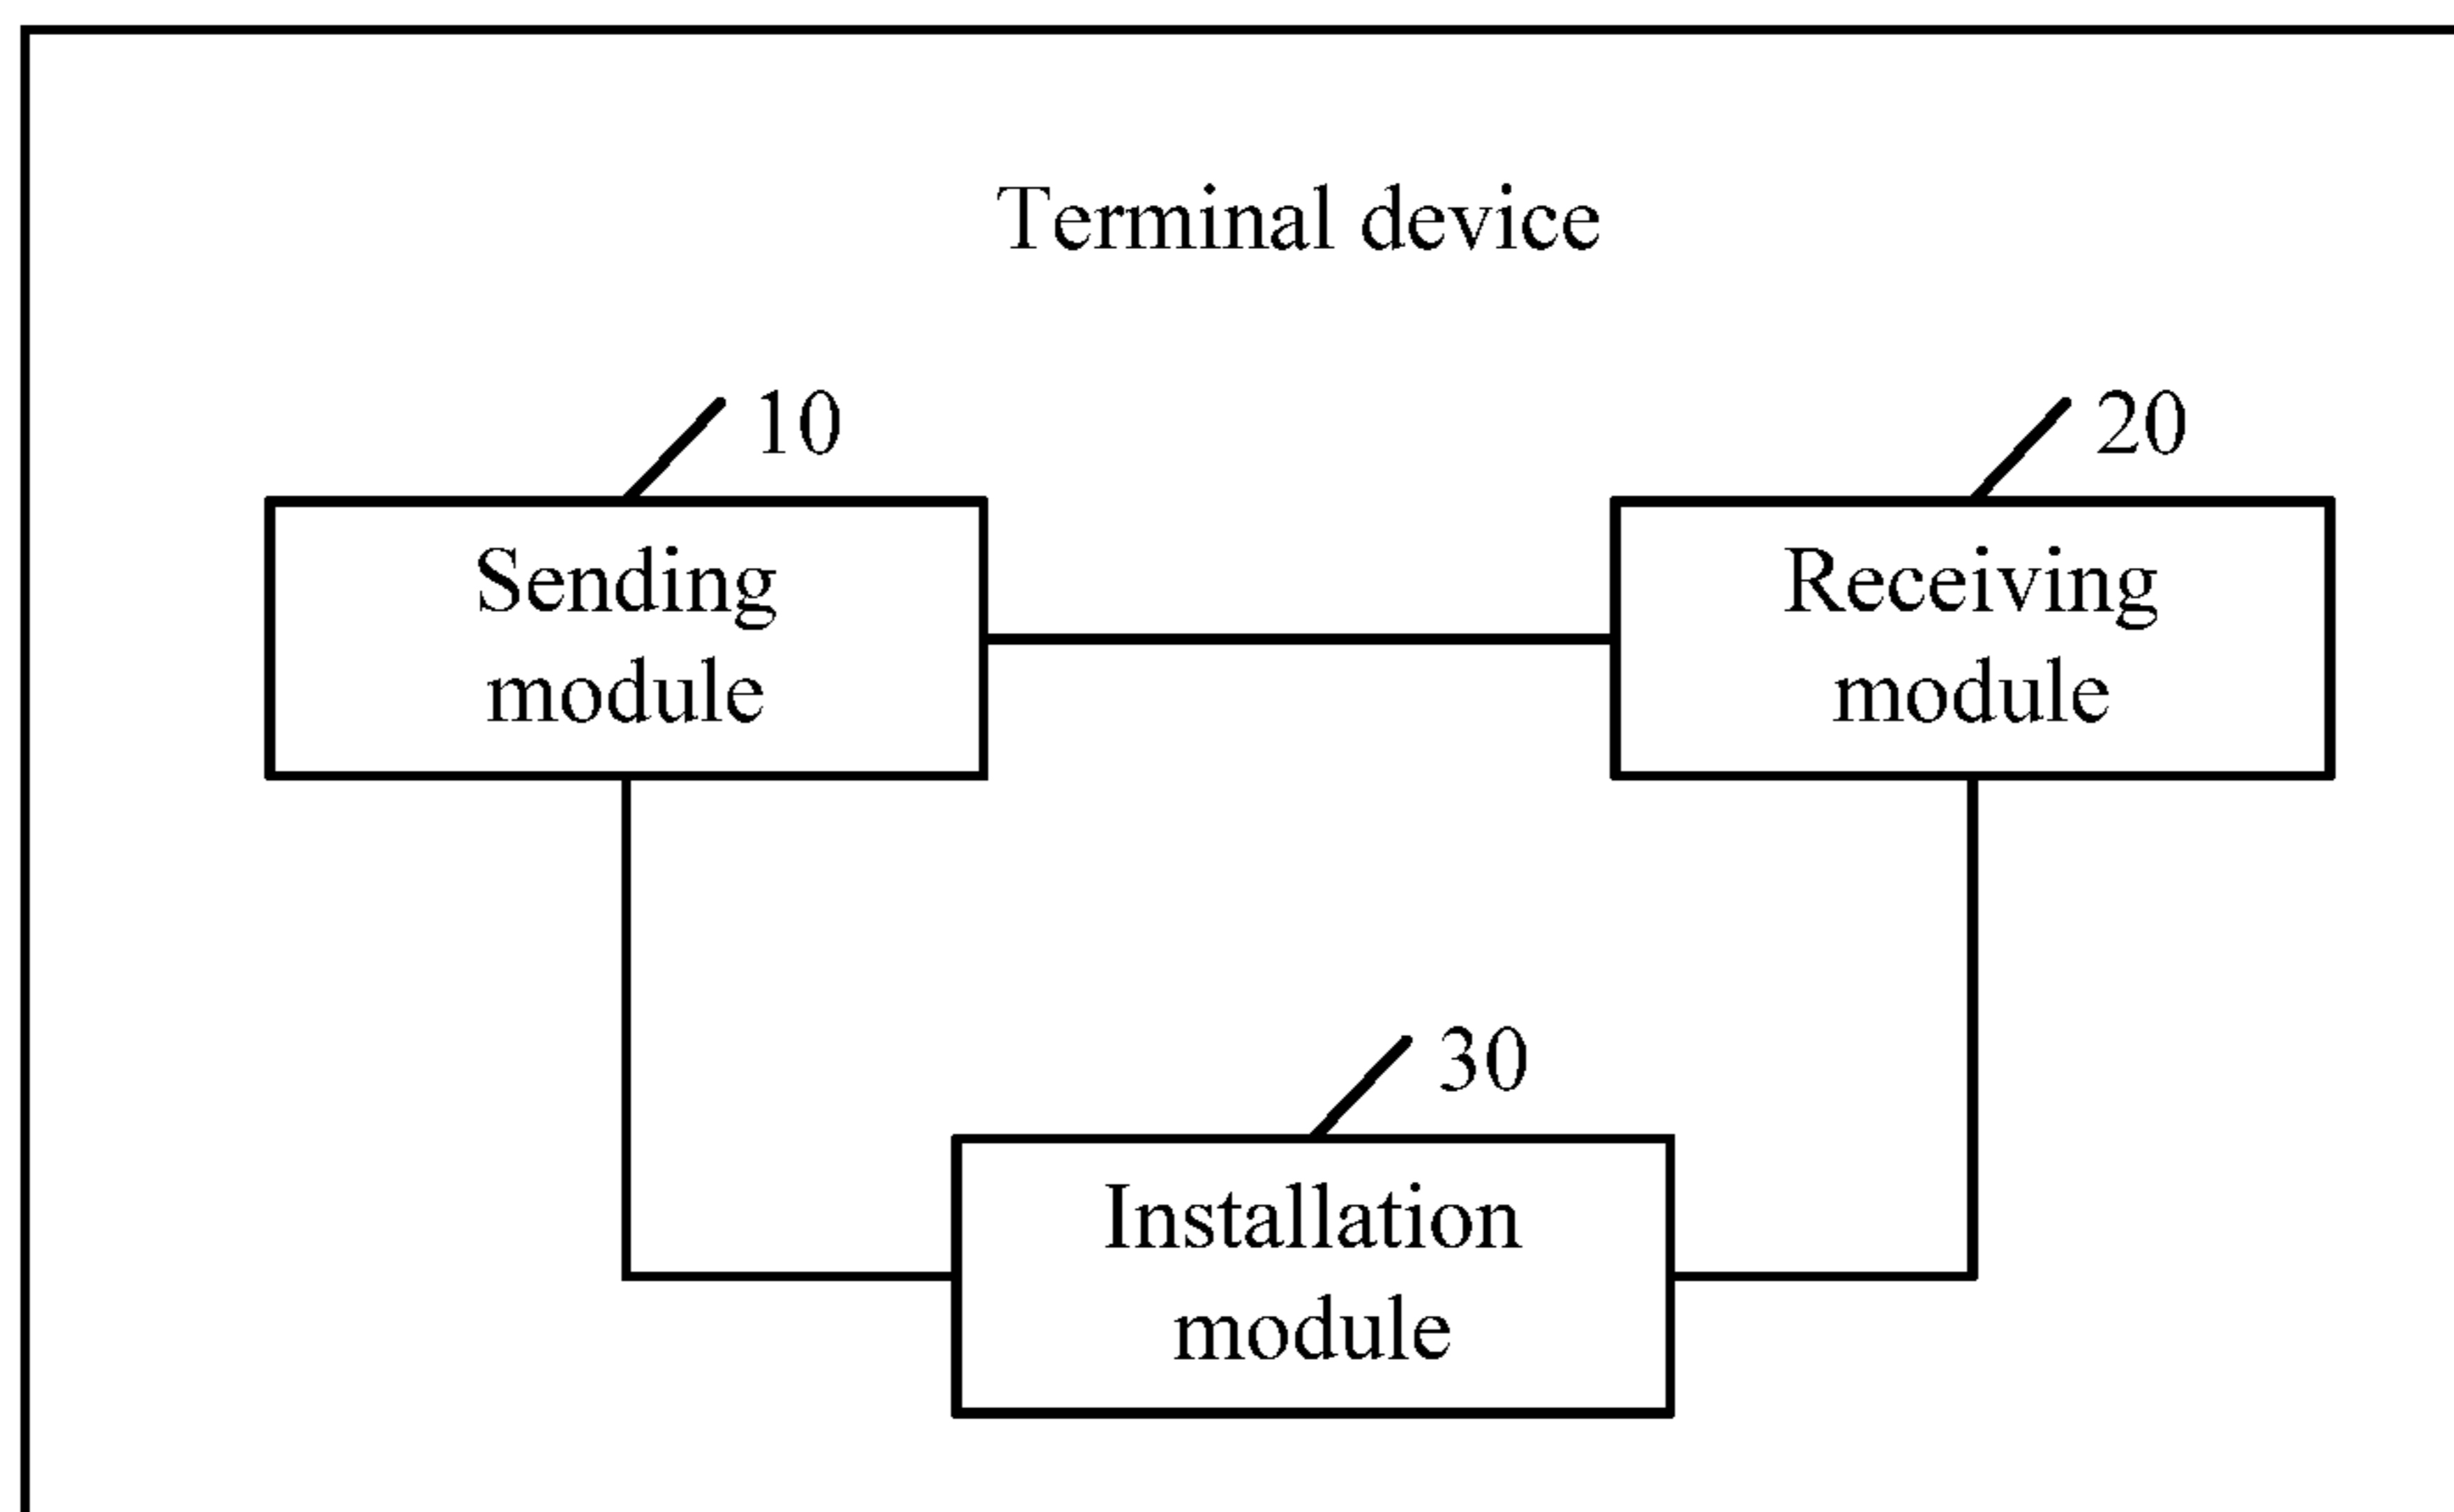 Terminal device
10
20
Sending
module
Receiving
module
30
Installation
module